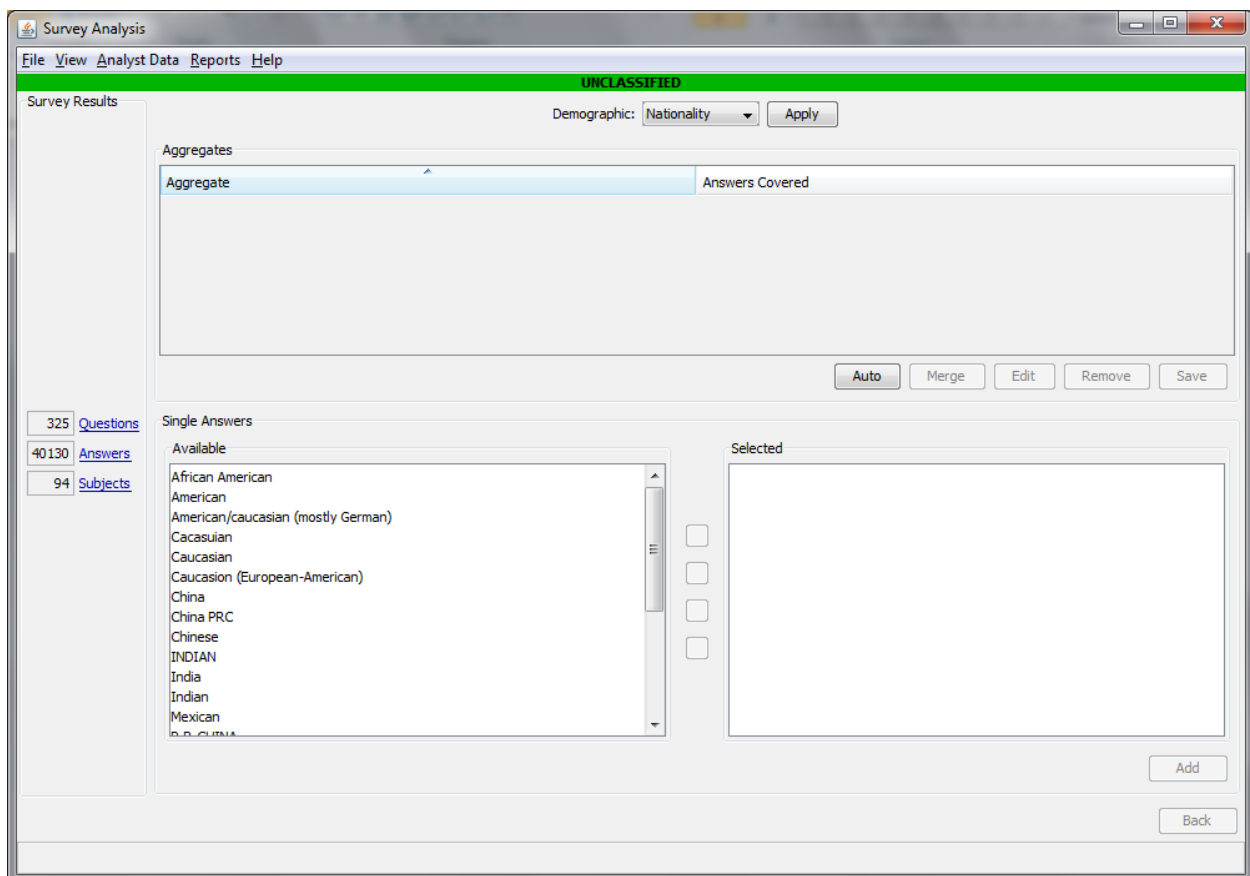 Survey Analysis
File View Analyst Data Reports Help
UNCLASSIFIED
Survey Results
Demographic: Nationality Apply
Aggregates
Aggregate Answers Covered
Auto Merge Edit Remove Save
325 Questions
40130 Answers
94 Subjects
Single Answers
Available
African American
American
American/caucasian (mostly German)
Cacasuian
Caucasian
Caucasion (European-American)
China
China PRC
Chinese
INDIAN
India
Indian
Mexican
Selected
Add
Back